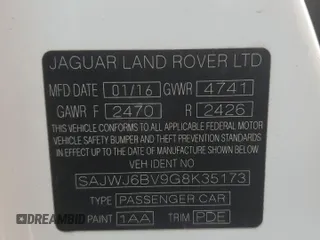 JAGUAR LAND ROVER LTD
MFD DATE 01/16 GVWR 4741
GAWR F 2470 R 2426
THIS VEHICLE CONFORMS TO ALL APPLICABLE FEDERAL MOTOR
VEHICLE SAFETY BUMPER AND THEFT PREVENTION STANDARDS
IN EFFECT ON THE DATE OF MANUFACTURE SHOWN ABOVE
VEH IDENT NO
SAJWJ6BV9G8K35173
TYPE PASSENGER CAR
PAINT 1AA TRIM PDE
DREAMBID